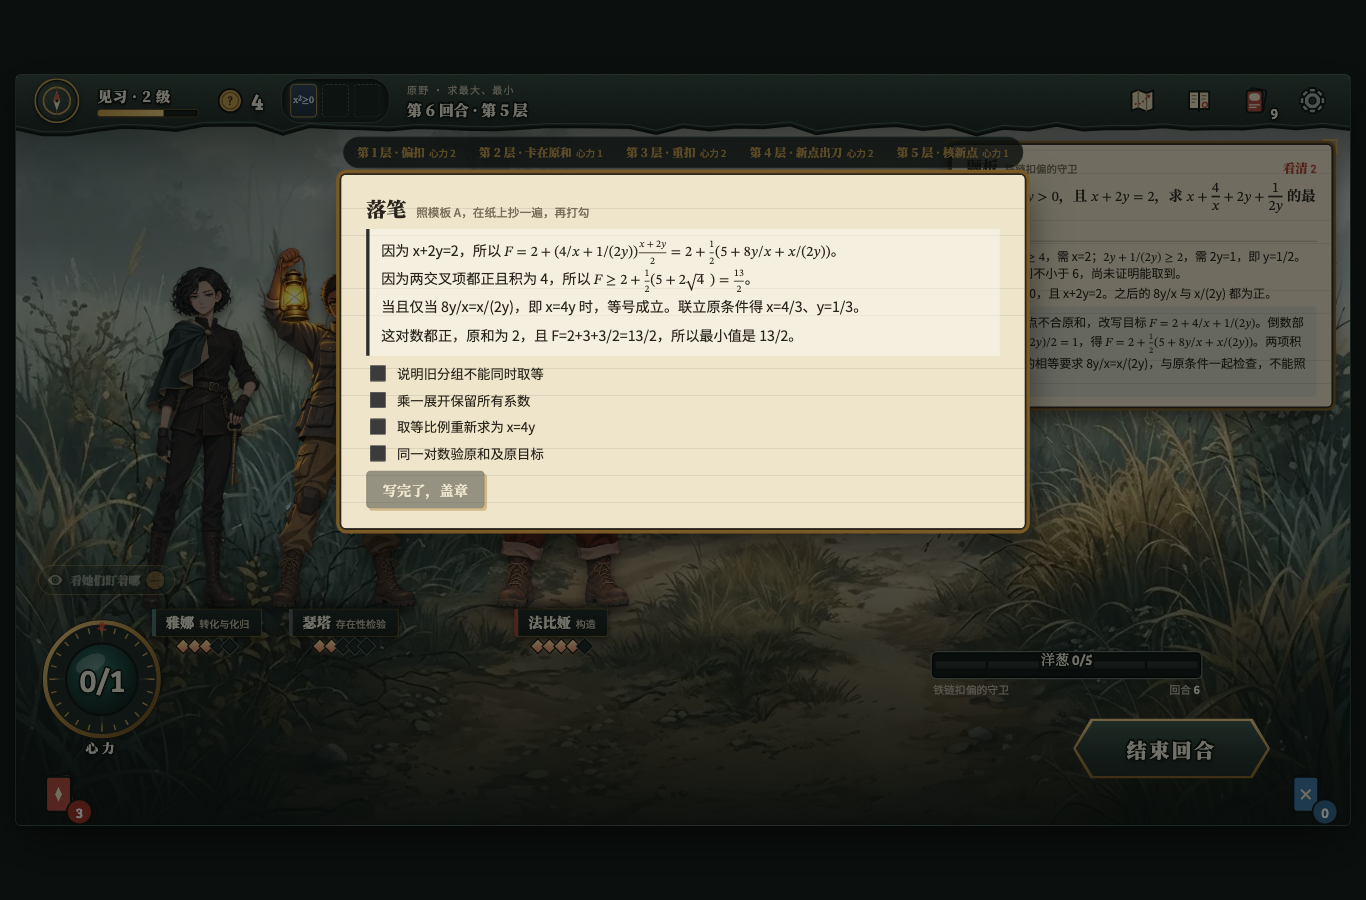 见习·2 级
? 4
x²≥0
原野 · 求最大、最小
第 6 回合·第 5 层
9
第 1 层·偏扣 心力 2 第 2 层·卡在原和 心力 1 第 3 层·重扣 心力 2 第 4 层·新点出刀 心力 2 第 5 层·核新点 心力 1
铁链扣偏的守卫 看清 2
y > 0，且 x + 2y = 2，求 x + 4/x + 2y + 1/2y 的最
≥ 4，需 x=2；2y + 1/(2y) ≥ 2，需 2y=1，即 y=1/2。
不小于 6，尚未证明能取到。
0，且 x+2y=2。之后的 8y/x 与 x/(2y) 都为正。
点不合原和，改写目标 F = 2 + 4/x + 1/(2y)。倒数部
2y)/2 = 1，得 F = 2 + 1/2(5 + 8y/x + x/(2y))。两项积
的相等要求 8y/x=x/(2y)，与原条件一起检查，不能照
落笔 照模板 A，在纸上抄一遍，再打勾
因为 x+2y=2，所以 F = 2 + (4/x + 1/(2y)) x+2y/2 = 2 + 1/2(5 + 8y/x + x/(2y))。
因为两交叉项都正且积为 4，所以 F ≥ 2 + 1/2(5 + 2√4 ) = 13/2。
当且仅当 8y/x=x/(2y)，即 x=4y 时，等号成立。联立原条件得 x=4/3、y=1/3。
这对数都正，原和为 2，且 F=2+3+3/2=13/2，所以最小值是 13/2。
说明旧分组不能同时取等
乘一展开保留所有系数
取等比例重新求为 x=4y
同一对数验原和及原目标
写完了，盖章
看她们盯着哪
雅娜 转化与化归
瑟塔 存在性检验
法比娅 构造
0/1
心力
洋葱 0/5
铁链扣偏的守卫 回合 6
结束回合
3
0